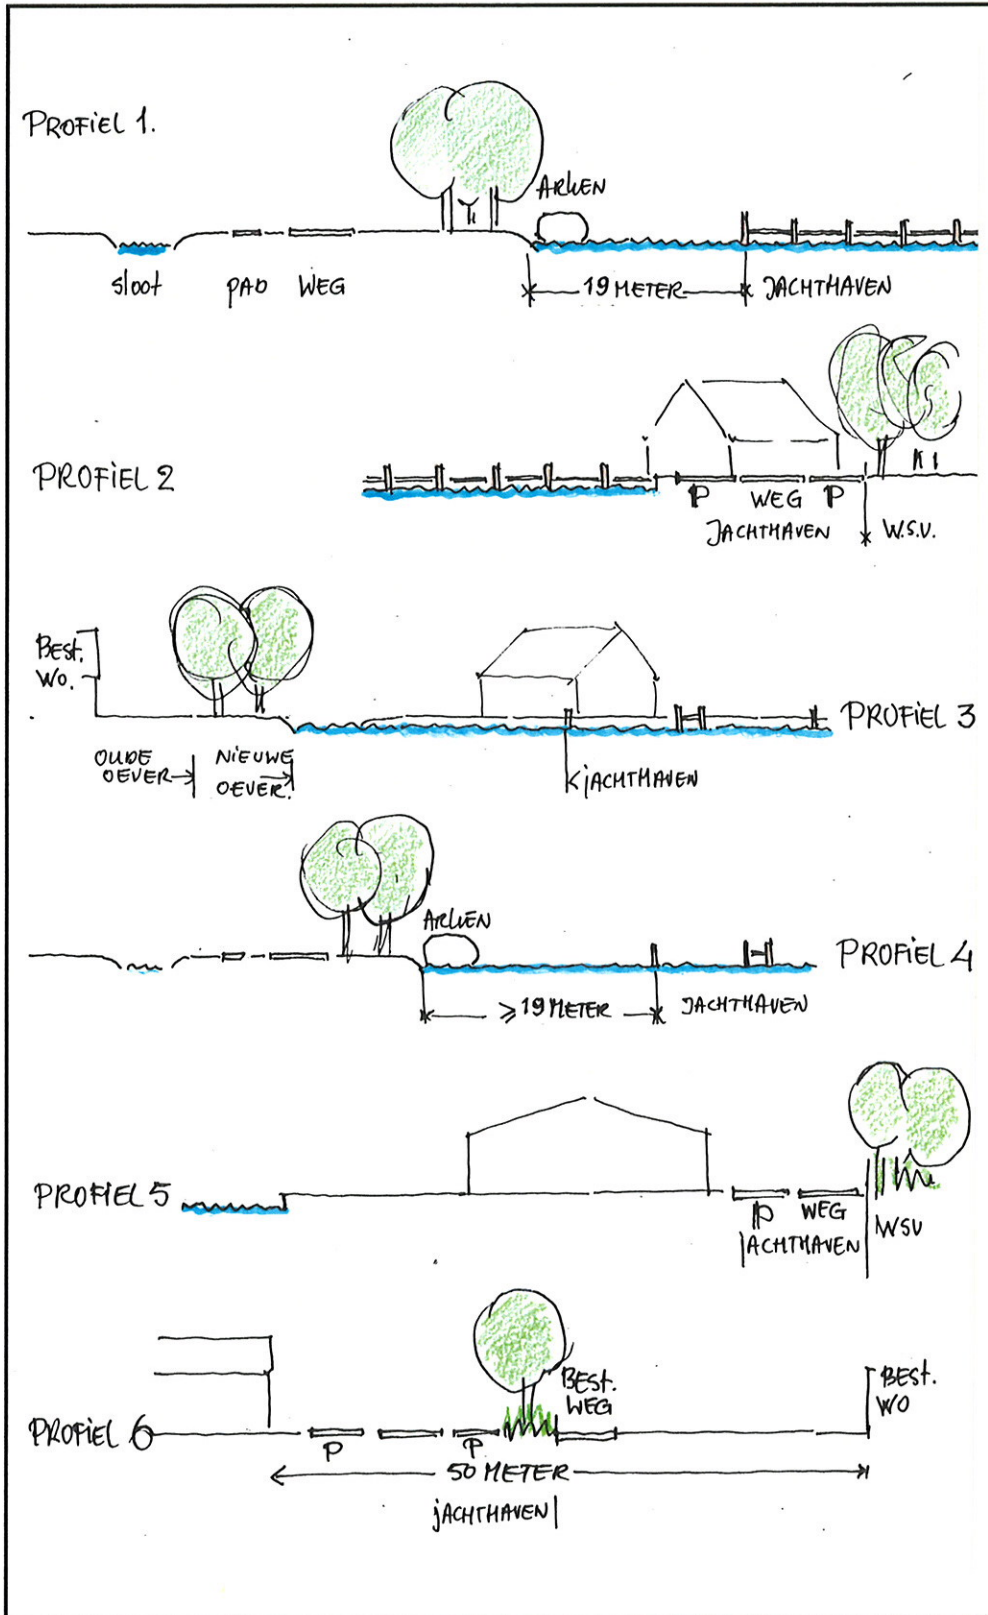 PROFiEL 1.
ARKEN
sloot PAD WEG 19 METER JACHTHAVEN
PROFiEL 2
P WEG P
JACHTHAVEN W.S.V.
BESt.
WO.
PROFIEL 3
OUDE
OEVER
NiEUWE
OEVER.
jACHTHAVEN
ARKEN
PROFIEL 4
≥19 METER JACHTHAVEN
PROFIEL 5
P WEG
JACHTHAVEN WSV
BESt.
WEG
BESt.
WO
PROFIEL 6
P P
50 METER
jACHTHAVEN